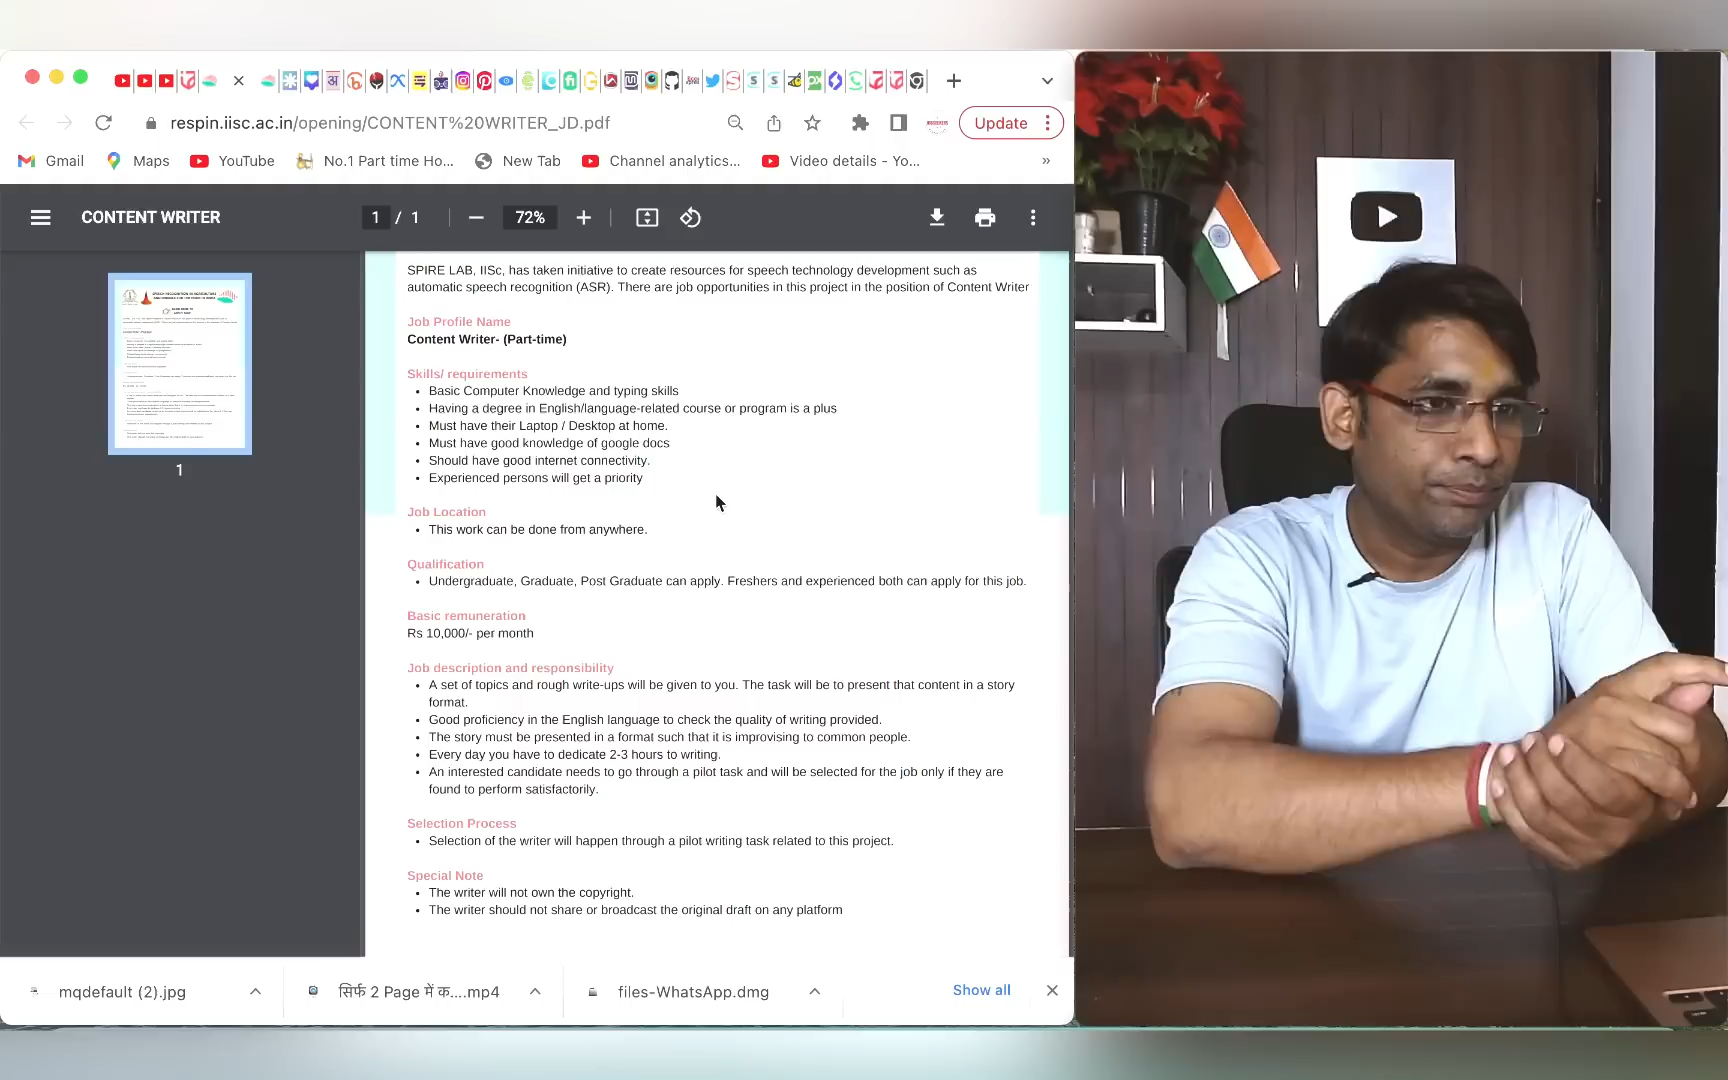 respin.iisc.ac.in/opening/CONTENT%20WRITER_JD.pdf
Update
Gmail
Maps
YouTube
No.1 Part time Ho...
New Tab
Channel analytics...
Video details - Yo...
»
CONTENT WRITER
1 / 1
72%
SPIRE LAB, IISc, has taken initiative to create resources for speech technology development such as
automatic speech recognition (ASR). There are job opportunities in this project in the position of Content Writer
Job Profile Name
Content Writer- (Part-time)
Skills/ requirements
• Basic Computer Knowledge and typing skills
• Having a degree in English/language-related course or program is a plus
• Must have their Laptop / Desktop at home.
• Must have good knowledge of google docs
• Should have good internet connectivity.
• Experienced persons will get a priority
Job Location
• This work can be done from anywhere.
Qualification
• Undergraduate, Graduate, Post Graduate can apply. Freshers and experienced both can apply for this job.
Basic remuneration
Rs 10,000/- per month
Job description and responsibility
• A set of topics and rough write-ups will be given to you. The task will be to present that content in a story
format.
• Good proficiency in the English language to check the quality of writing provided.
• The story must be presented in a format such that it is improvising to common people.
• Every day you have to dedicate 2-3 hours to writing.
• An interested candidate needs to go through a pilot task and will be selected for the job only if they are
found to perform satisfactorily.
Selection Process
• Selection of the writer will happen through a pilot writing task related to this project.
Special Note
• The writer will not own the copyright.
• The writer should not share or broadcast the original draft on any platform
1
mqdefault (2).jpg
सिर्फ 2 Page में क....mp4
files-WhatsApp.dmg
Show all